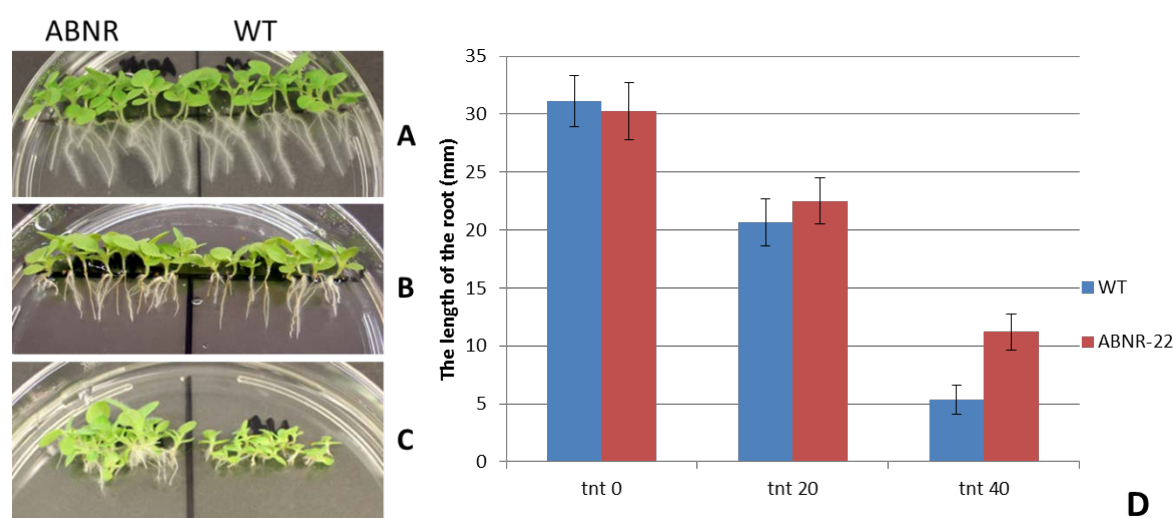 ABNR WT
A
B
C
The length of the root (mm)
35
30
25
20
15
10
5
0
tnt 0 tnt 20 tnt 40
WT
ABNR-22
D